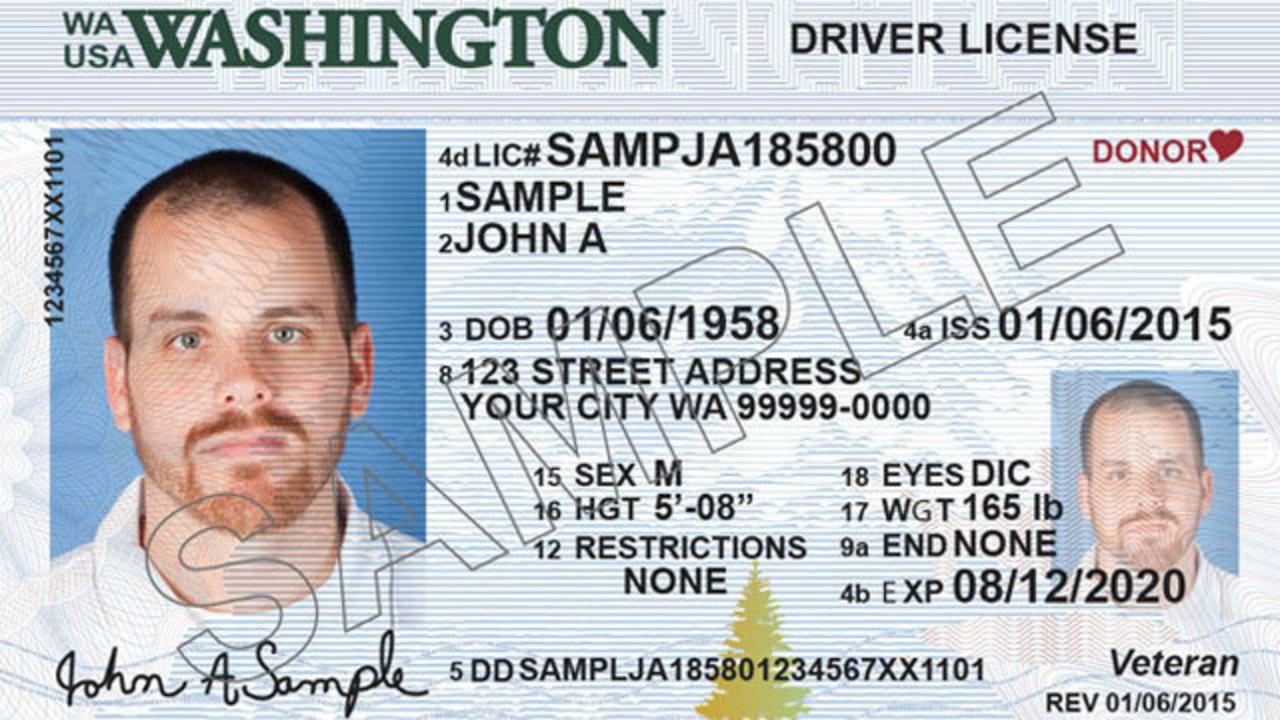 WA
USA
WASHINGTON
DRIVER LICENSE
1234567XX1101
4d LIC# SAMPJA185800
DONOR
1 SAMPLE
2 JOHN A
3 DOB 01/06/1958
4a ISS 01/06/2015
8 123 STREET ADDRESS
YOUR CITY WA 99999-0000
15 SEX M
18 EYES DIC
16 HGT 5'-08”
17 WGT 165 lb
12 RESTRICTIONS
NONE
9a END NONE
4b EXP 08/12/2020
SAMPLE
John A Sample
5 DD SAMPLJA185801234567XX1101
Veteran
REV 01/06/2015